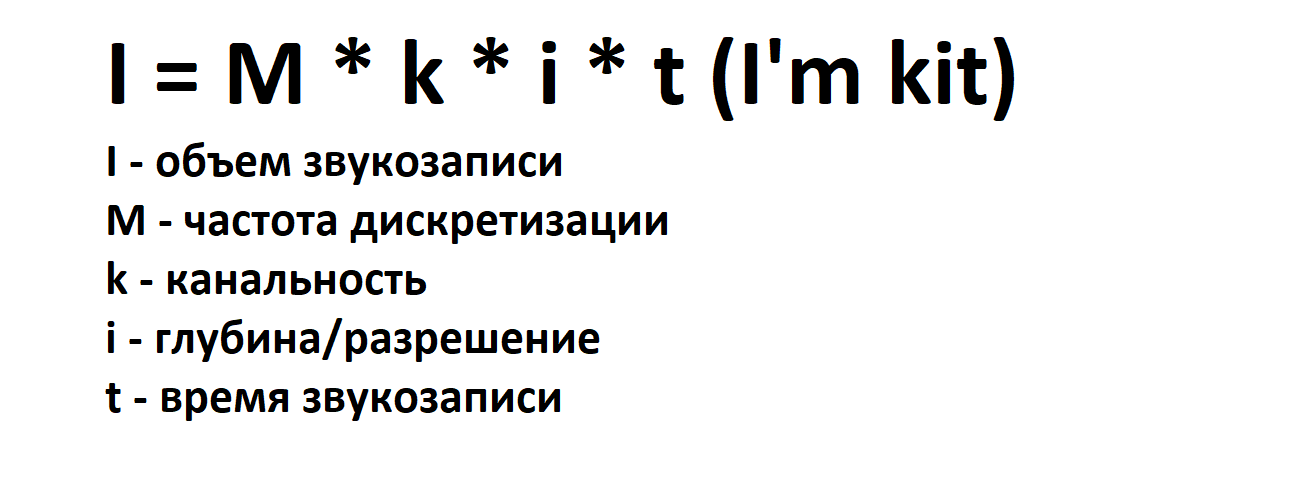 I = M * k * i * t (I'm kit)
I - объем звукозаписи
M - частота дискретизации
k - канальность
i - глубина/разрешение
t - время звукозаписи